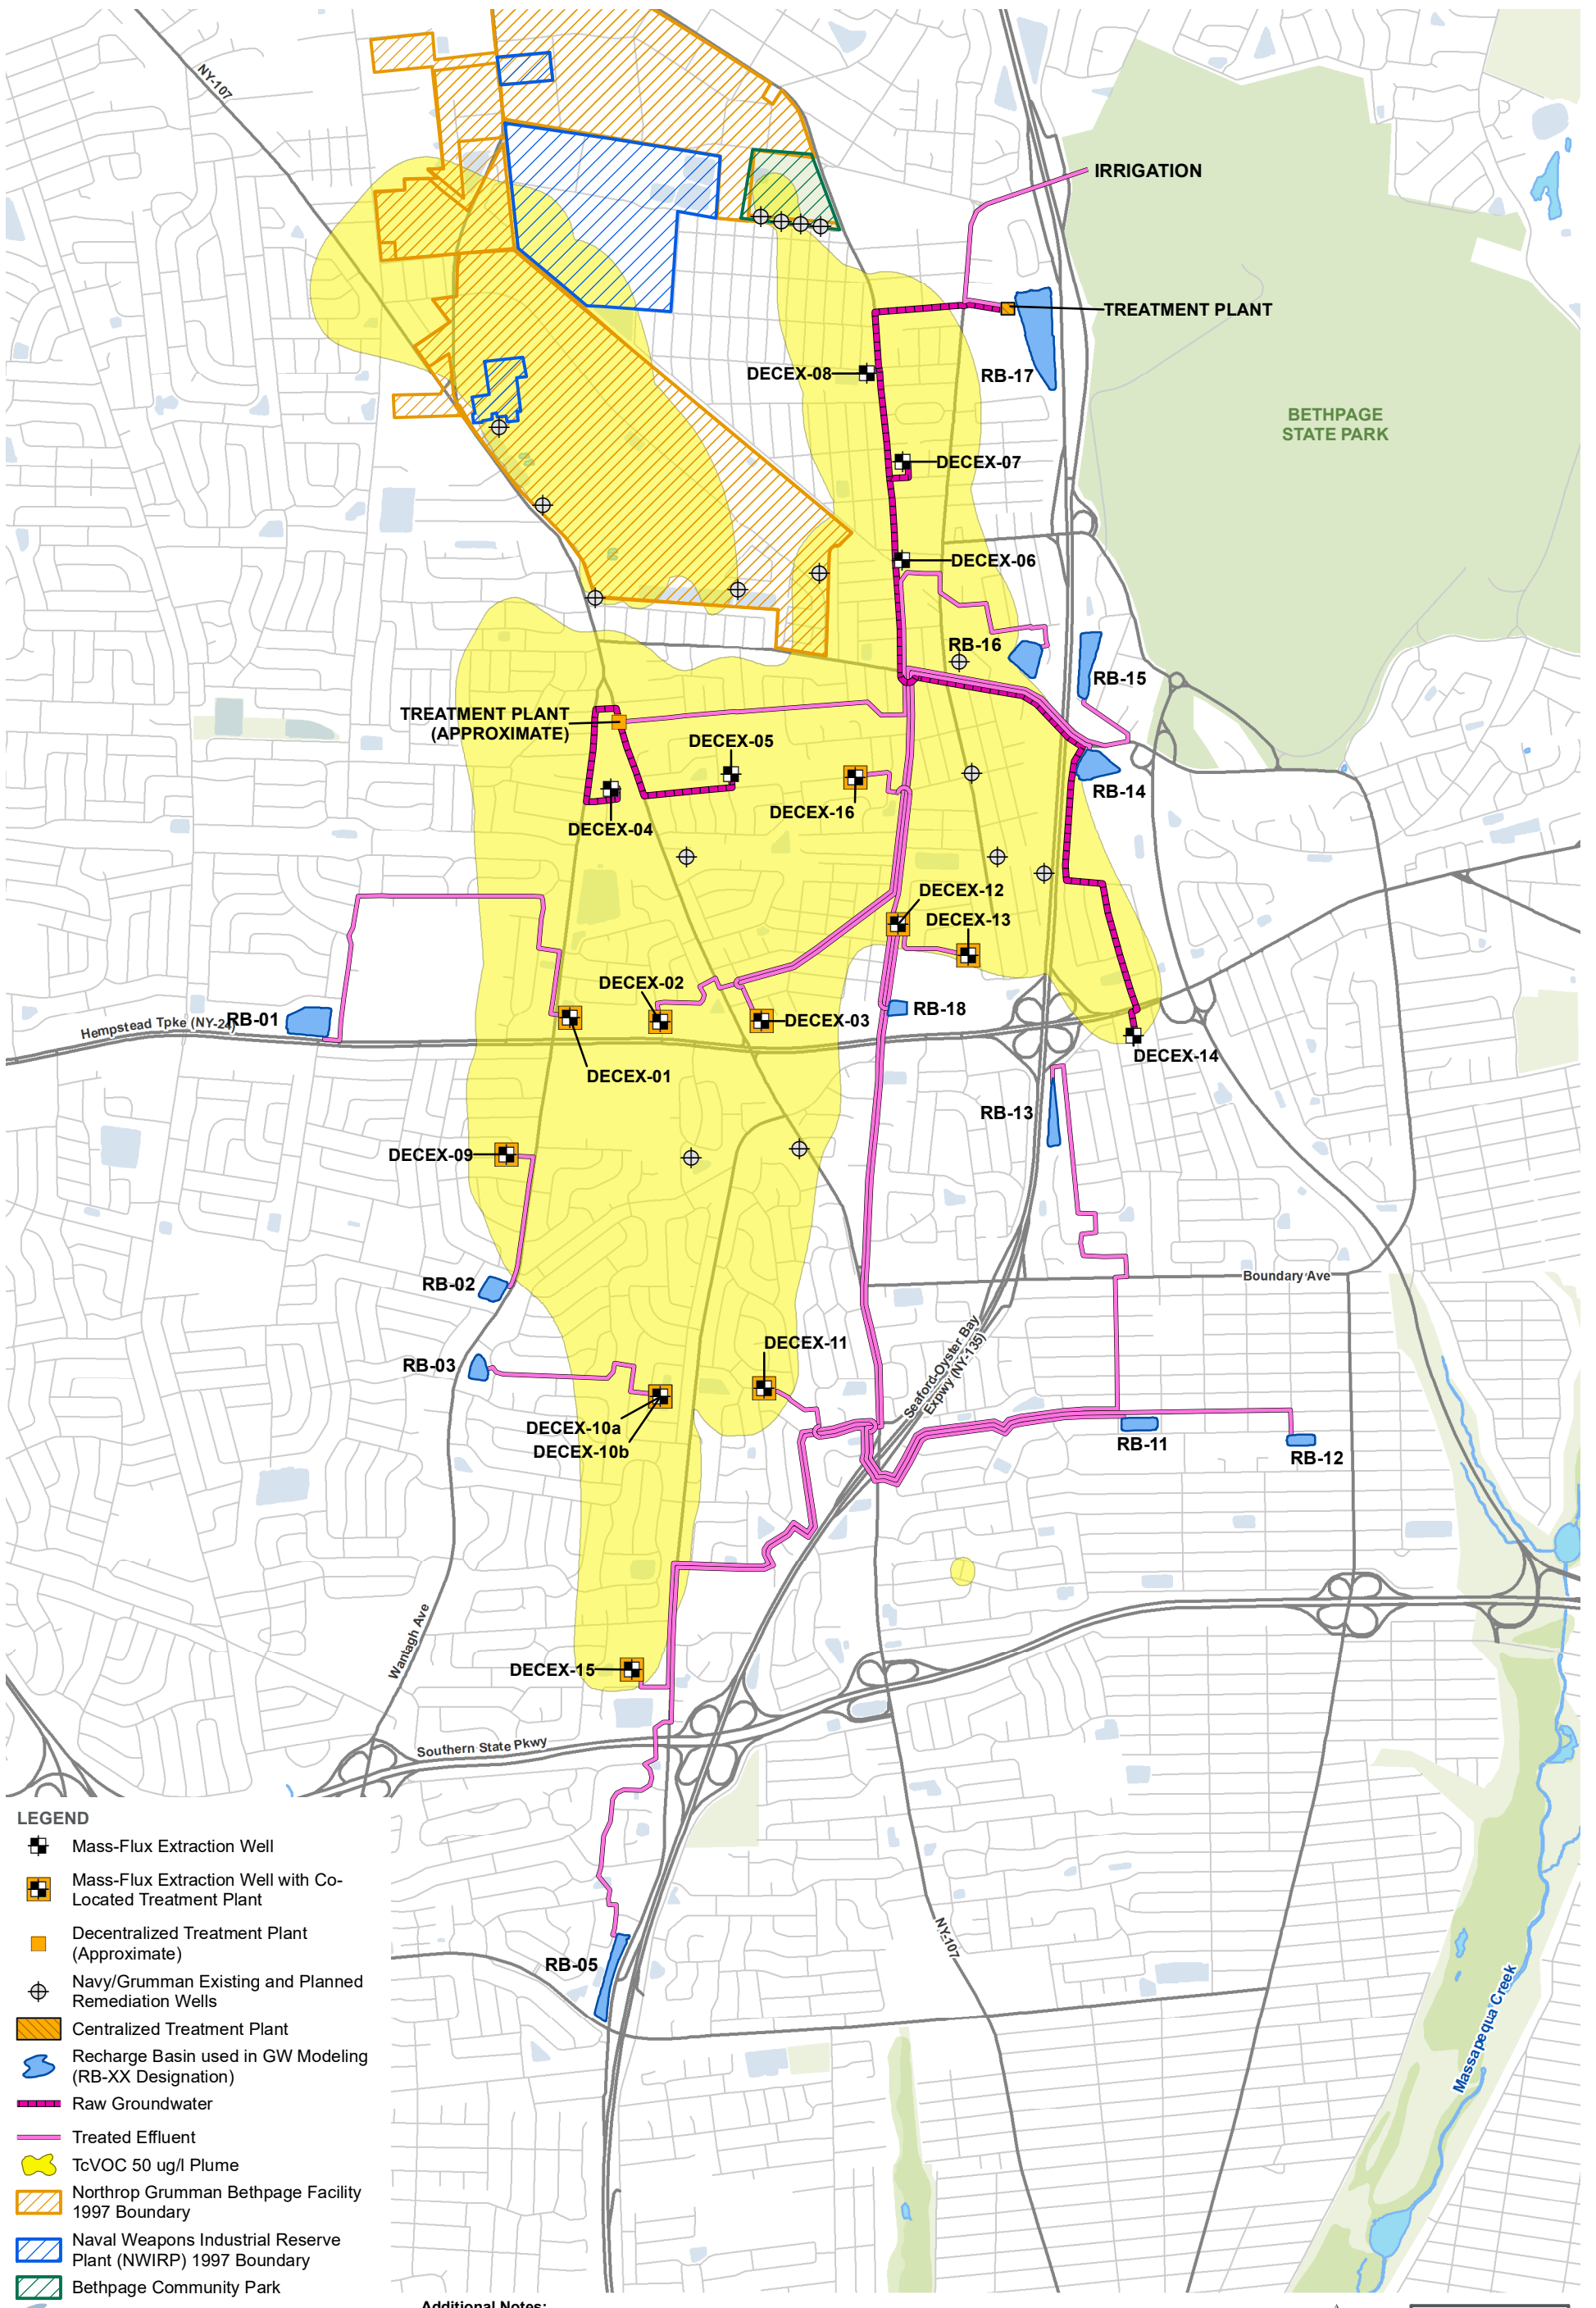 NY-107
IRRIGATION
TREATMENT PLANT
DECEX-08
RB-17
BETHPAGE
STATE PARK
DECEX-07
DECEX-06
RB-16
RB-15
TREATMENT PLANT
(APPROXIMATE)
DECEX-05
RB-14
DECEX-16
DECEX-04
DECEX-12
DECEX-13
DECEX-02
RB-18
RB-01
Hempstead Tpke (NY-24)
DECEX-03
DECEX-14
DECEX-01
RB-13
DECEX-09
Boundary Ave
RB-02
DECEX-11
RB-03
Seaford-Oyster Bay
Expwy (NY-135)
DECEX-10a
DECEX-10b
RB-11
RB-12
Wantagh Ave
DECEX-15
Southern State Pkwy
RB-05
NY-107
Massapequa Creek
LEGEND
Mass-Flux Extraction Well
Mass-Flux Extraction Well with Co-
Located Treatment Plant
Decentralized Treatment Plant
(Approximate)
Navy/Grumman Existing and Planned
Remediation Wells
Centralized Treatment Plant
Recharge Basin used in GW Modeling
(RB-XX Designation)
Raw Groundwater
Treated Effluent
TcVOC 50 ug/l Plume
Northrop Grumman Bethpage Facility
1997 Boundary
Naval Weapons Industrial Reserve
Plant (NWIRP) 1997 Boundary
Bethpage Community Park
Additional Notes: